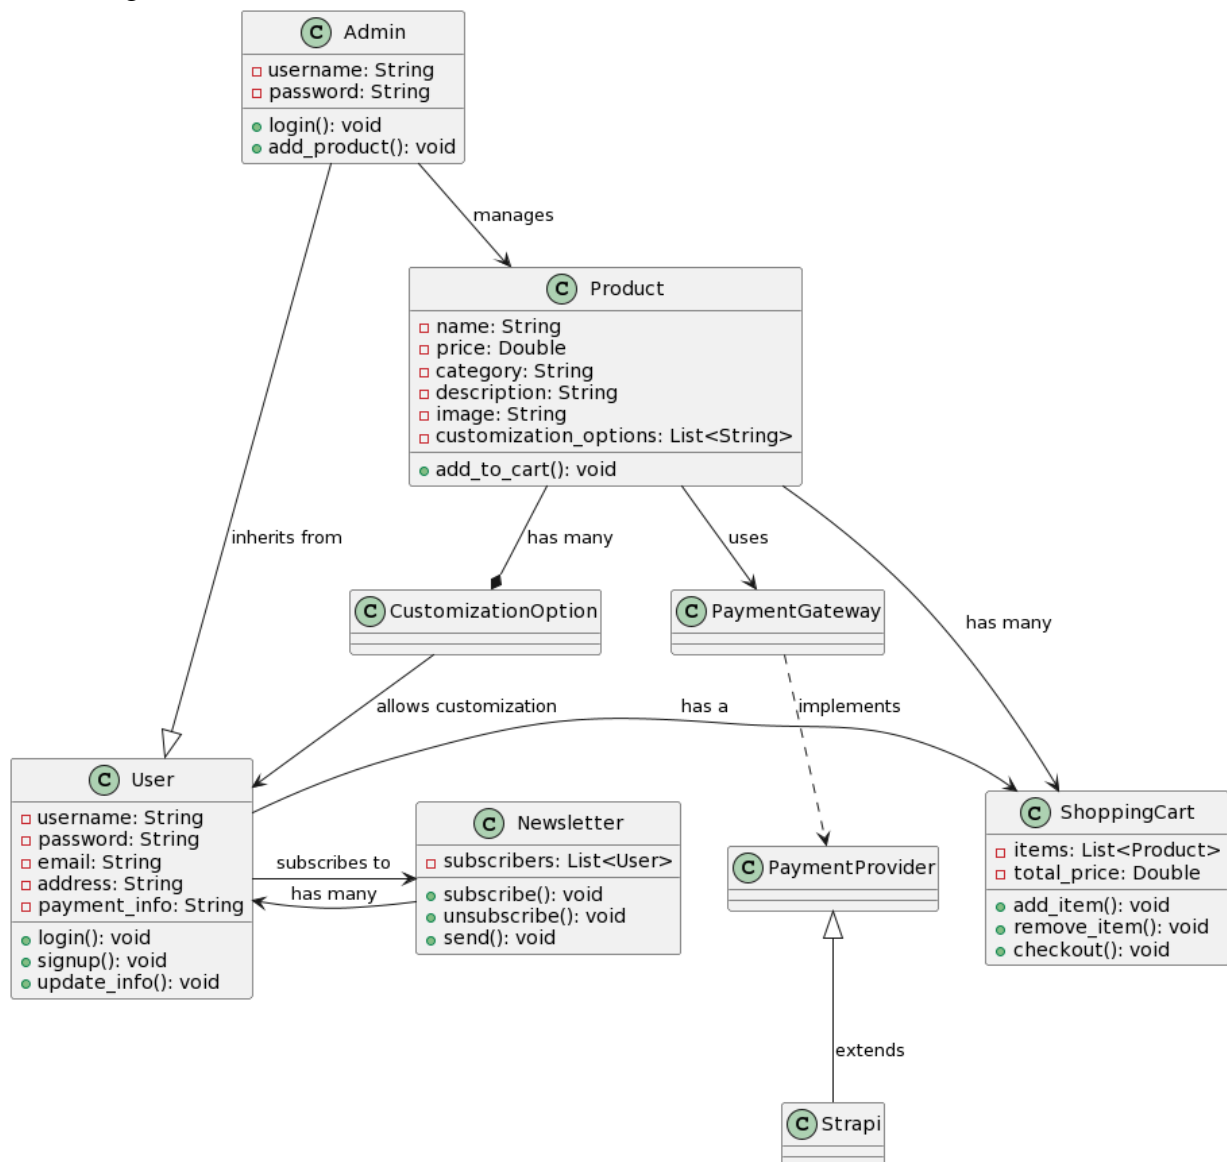 C Admin
username: String
password: String
login(): void
add_product(): void
manages
C Product
name: String
price: Double
category: String
description: String
image: String
customization_options: List<String>
add_to_cart(): void
inherits from
has many
uses
has many
C CustomizationOption
C PaymentGateway
allows customization
has a
implements
C User
username: String
password: String
email: String
address: String
payment_info: String
login(): void
signup(): void
update_info(): void
subscribes to
has many
C Newsletter
subscribers: List<User>
subscribe(): void
unsubscribe(): void
send(): void
C PaymentProvider
C ShoppingCart
items: List<Product>
total_price: Double
add_item(): void
remove_item(): void
checkout(): void
extends
C Strapi